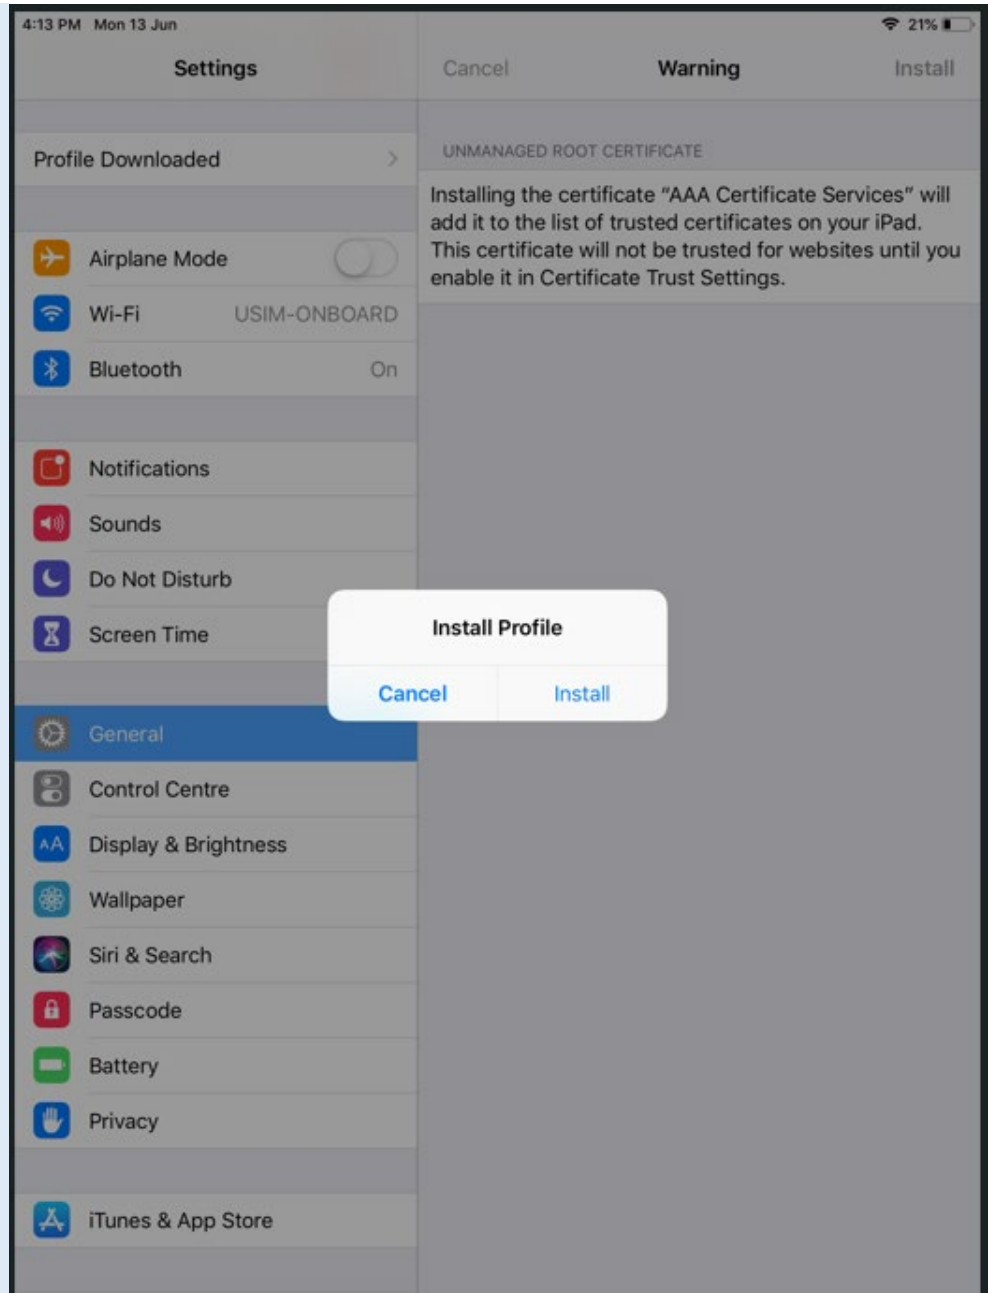 4:13 PM Mon 13 Jun
21%
Settings
Cancel
Warning
Install
Profile Downloaded
UNMANAGED ROOT CERTIFICATE
Installing the certificate “AAA Certificate Services” will
add it to the list of trusted certificates on your iPad.
This certificate will not be trusted for websites until you
enable it in Certificate Trust Settings.
Airplane Mode
Wi-Fi USIM-ONBOARD
Bluetooth On
Notifications
Sounds
Do Not Disturb
Screen Time
Install Profile
Cancel Install
General
Control Centre
AA Display & Brightness
Wallpaper
Siri & Search
Passcode
Battery
Privacy
iTunes & App Store